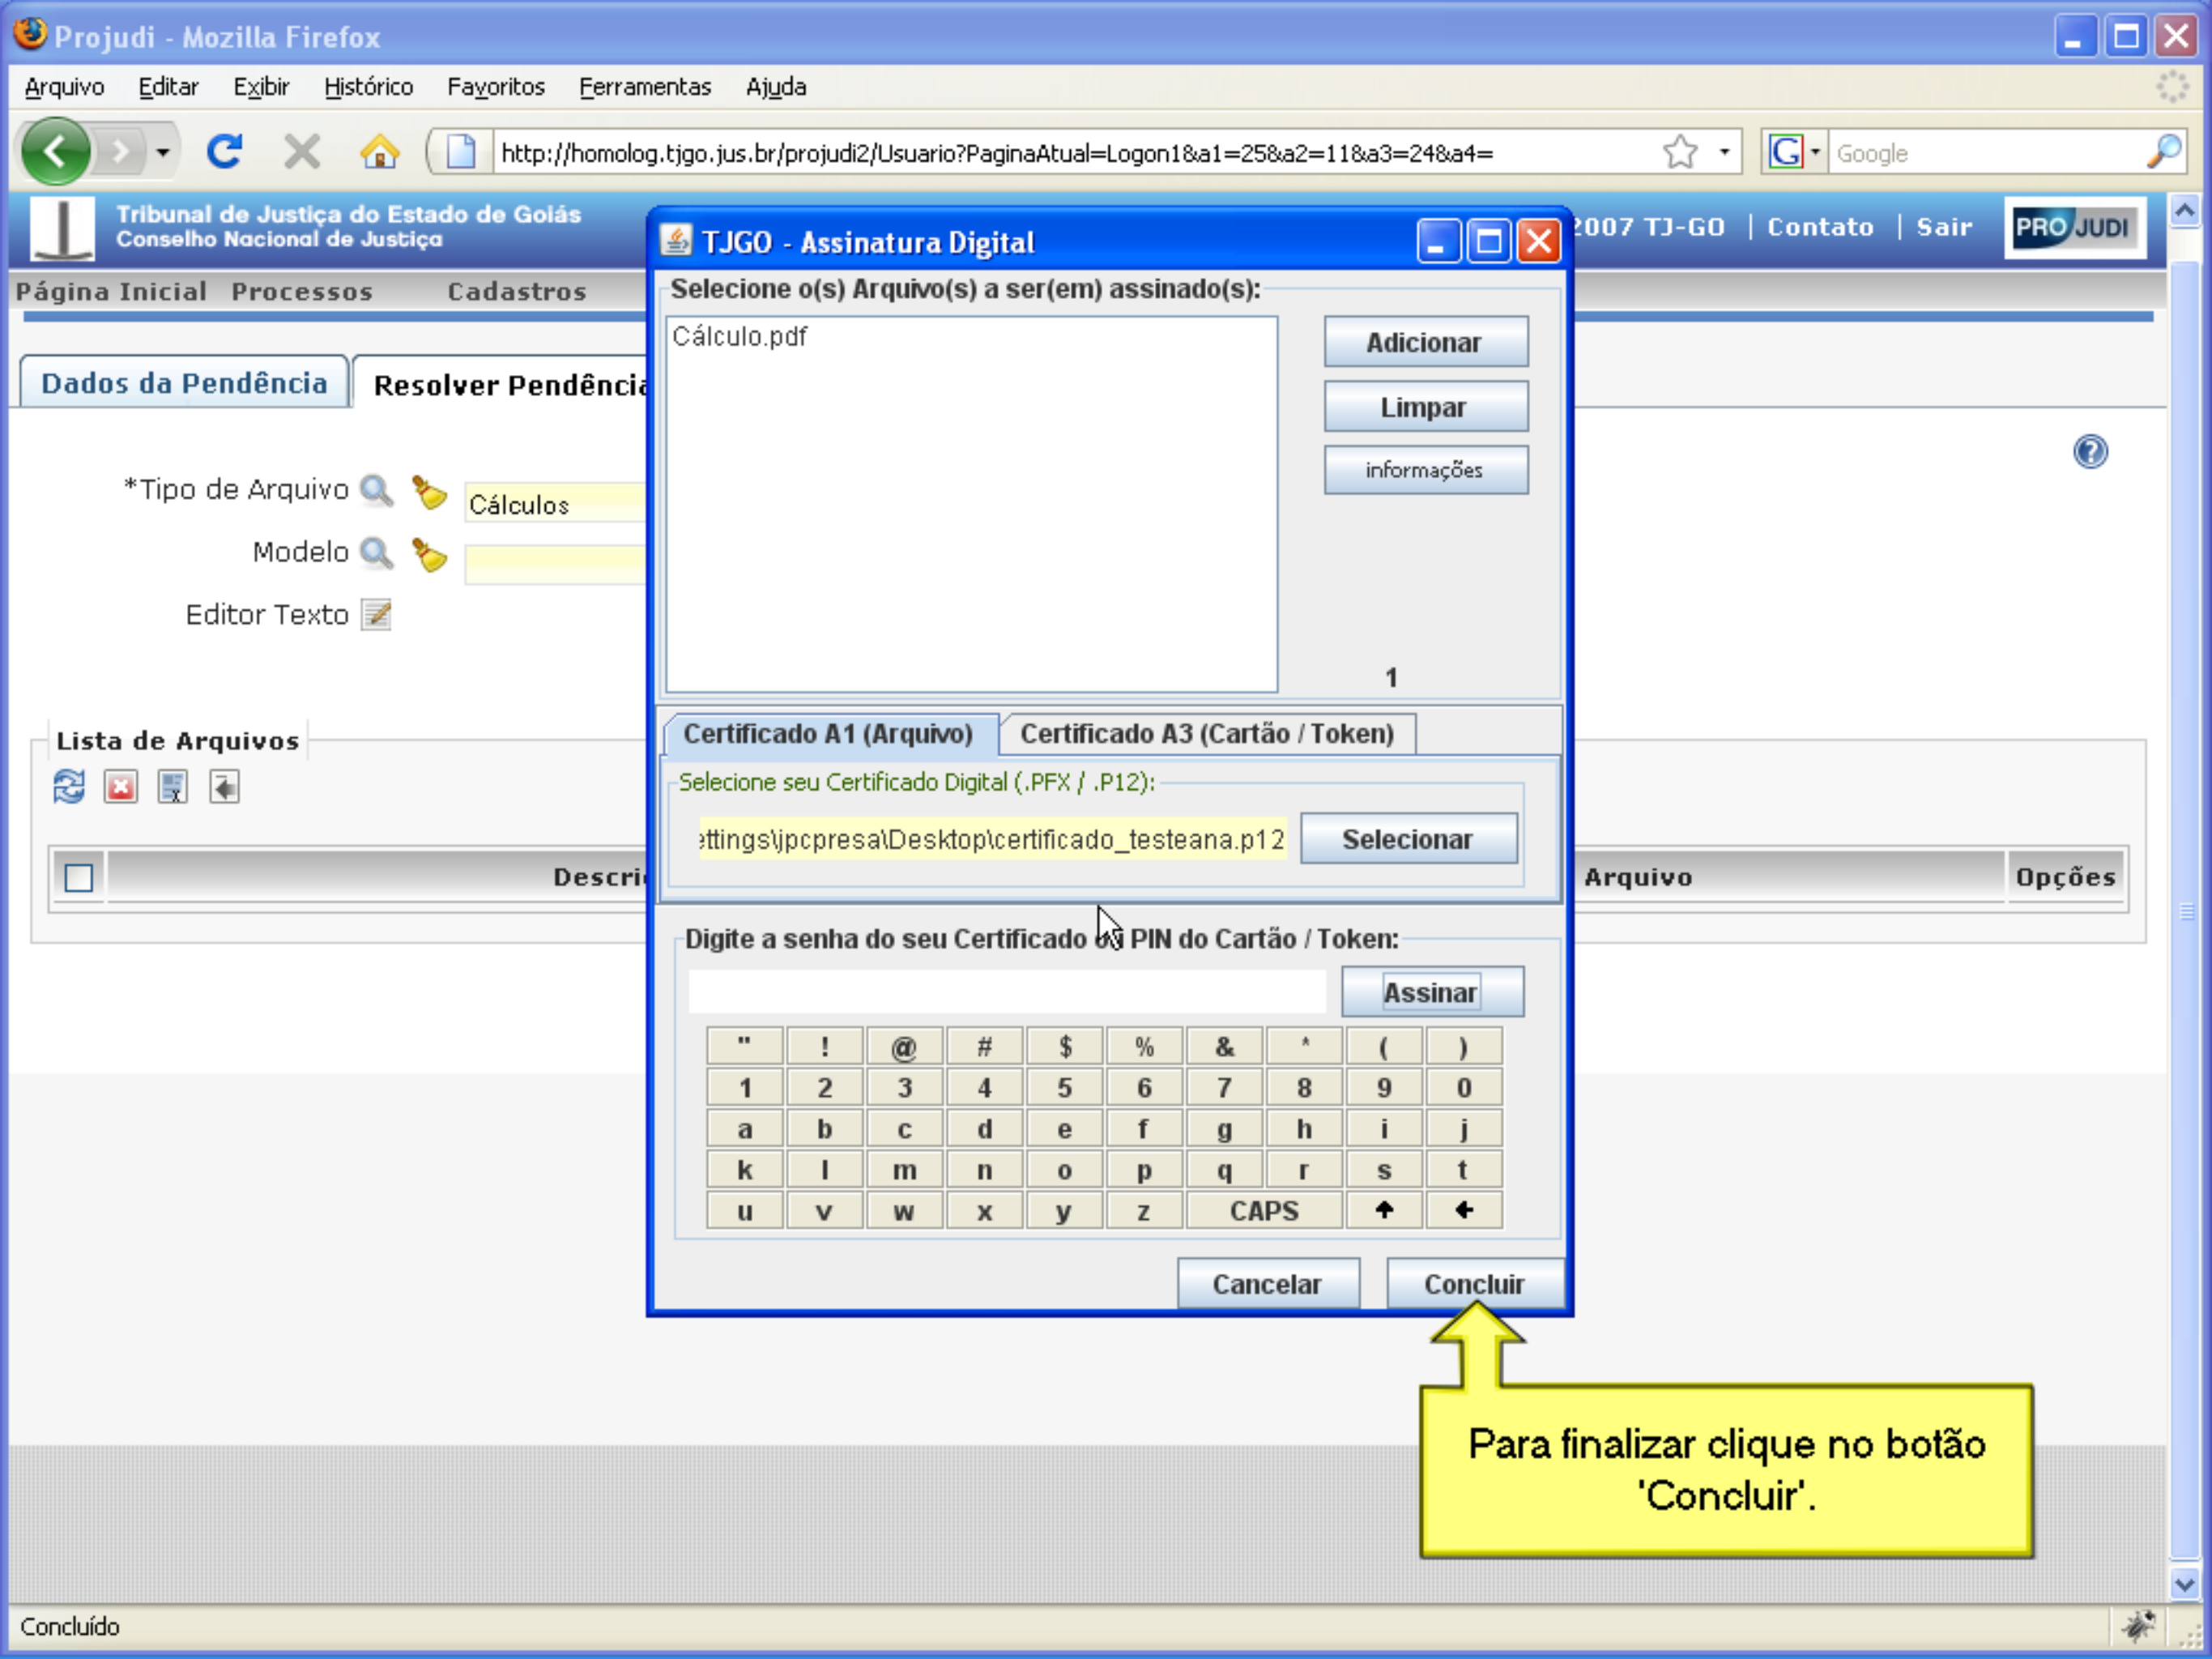 Projudi - Mozilla Firefox
Arquivo Editar Exibir Histórico Favoritos Ferramentas Ajuda
http://homolog.tjgo.jus.br/projudi2/Usuario?PaginaAtual=Logon1&a1=25&a2=11&a3=24&a4=
G Google
Tribunal de Justiça do Estado de Goiás
Conselho Nacional de Justiça
2007 TJ-GO | Contato | Sair
PROJUDI
Página Inicial Processos Cadastros
Dados da Pendência Resolver Pendência
*Tipo de Arquivo Cálculos
Modelo
Editor Texto
Lista de Arquivos
Descri
Arquivo Opções
TJGO - Assinatura Digital
Selecione o(s) Arquivo(s) a ser(em) assinado(s):
Cálculo.pdf
Adicionar
Limpar
informações
1
Certificado A1 (Arquivo) Certificado A3 (Cartão / Token)
Selecione seu Certificado Digital (.PFX / .P12):
ettings\jpcpresa\Desktop\certificado_testeana.p12 Selecionar
Digite a senha do seu Certificado ou PIN do Cartão / Token:
Assinar
" ! @ # $ % & * ( )
1 2 3 4 5 6 7 8 9 0
a b c d e f g h i j
k l m n o p q r s t
u v w x y z CAPS
Cancelar Concluir
Para finalizar clique no botão
'Concluir'.
Concluído